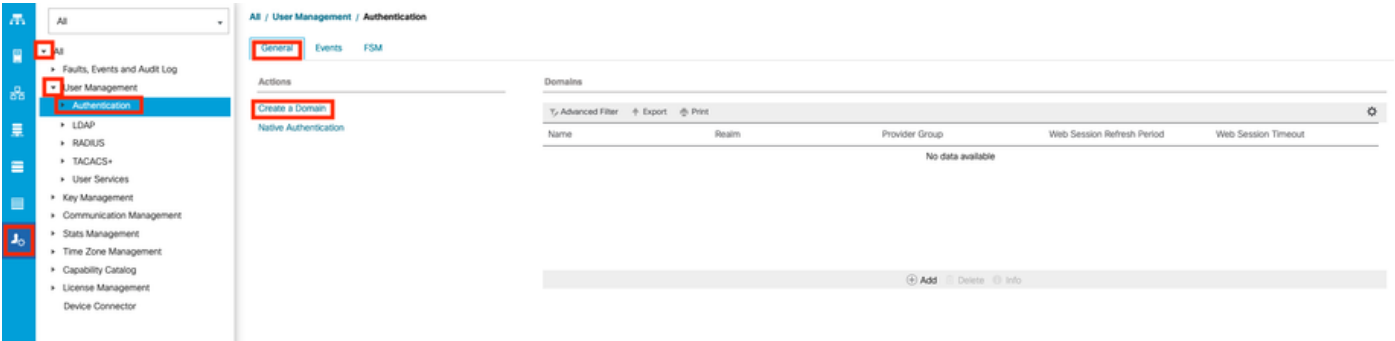 All
All / User Management / Authentication
All
Faults, Events and Audit Log
User Management
Authentication
LDAP
RADIUS
TACACS+
User Services
Key Management
Communication Management
Stats Management
Time Zone Management
Capability Catalog
License Management
Device Connector
General Events FSM
Actions
Create a Domain
Native Authentication
Domains
Advanced Filter Export Print
Name Realm Provider Group Web Session Refresh Period Web Session Timeout
No data available
Add Delete Info